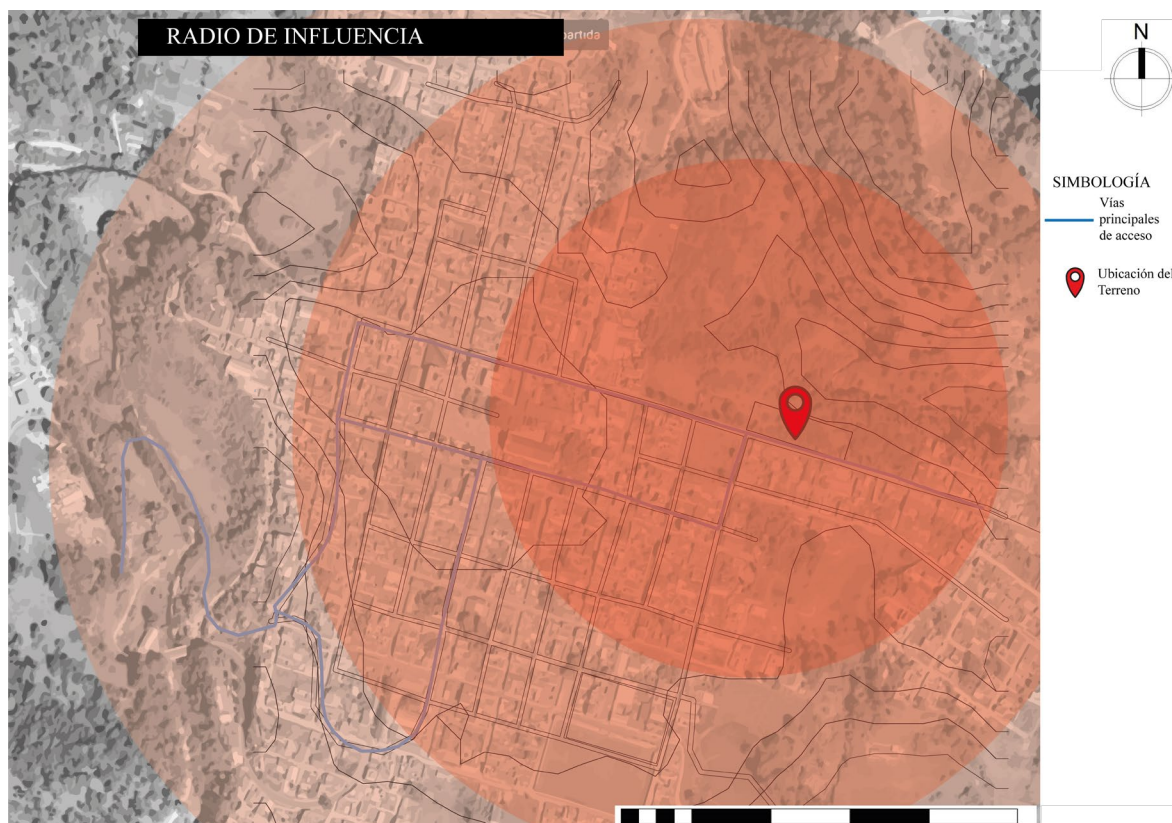 RADIO DE INFLUENCIA
partida
N
SIMBOLOGÍA
Vías
principales
de acceso
Ubicación del
Terreno